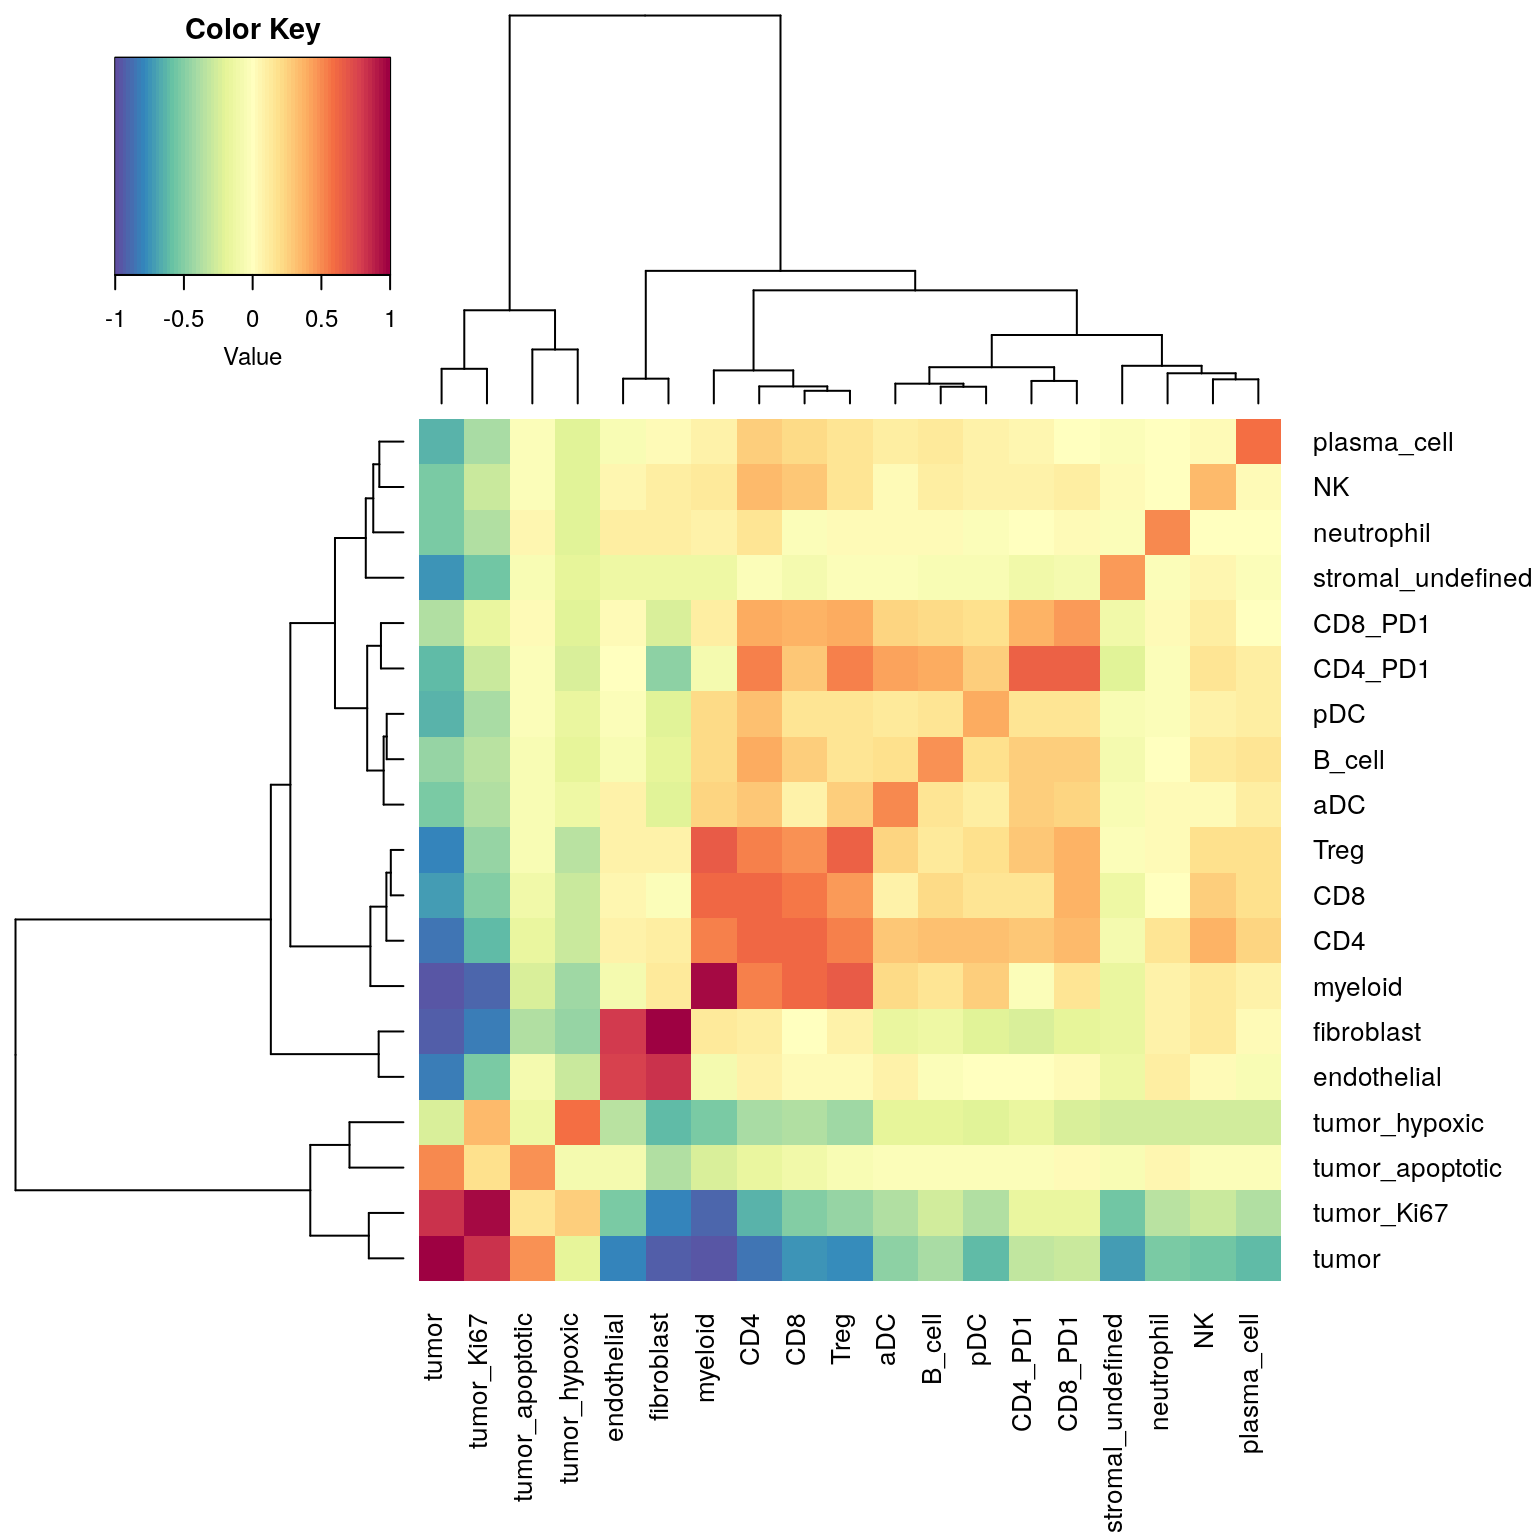 Color Key
-1 -0.5 0 0.5 1
Value
plasma_cell
NK
neutrophil
stromal_undefined
CD8_PD1
CD4_PD1
pDC
B_cell
aDC
Treg
CD8
CD4
myeloid
fibroblast
endothelial
tumor_hypoxic
tumor_apoptotic
tumor_Ki67
tumor
tumor
tumor_Ki67
tumor_apoptotic
tumor_hypoxic
endothelial
fibroblast
myeloid
CD4
CD8
Treg
aDC
B_cell
pDC
CD4_PD1
CD8_PD1
stromal_undefined
neutrophil
NK
plasma_cell